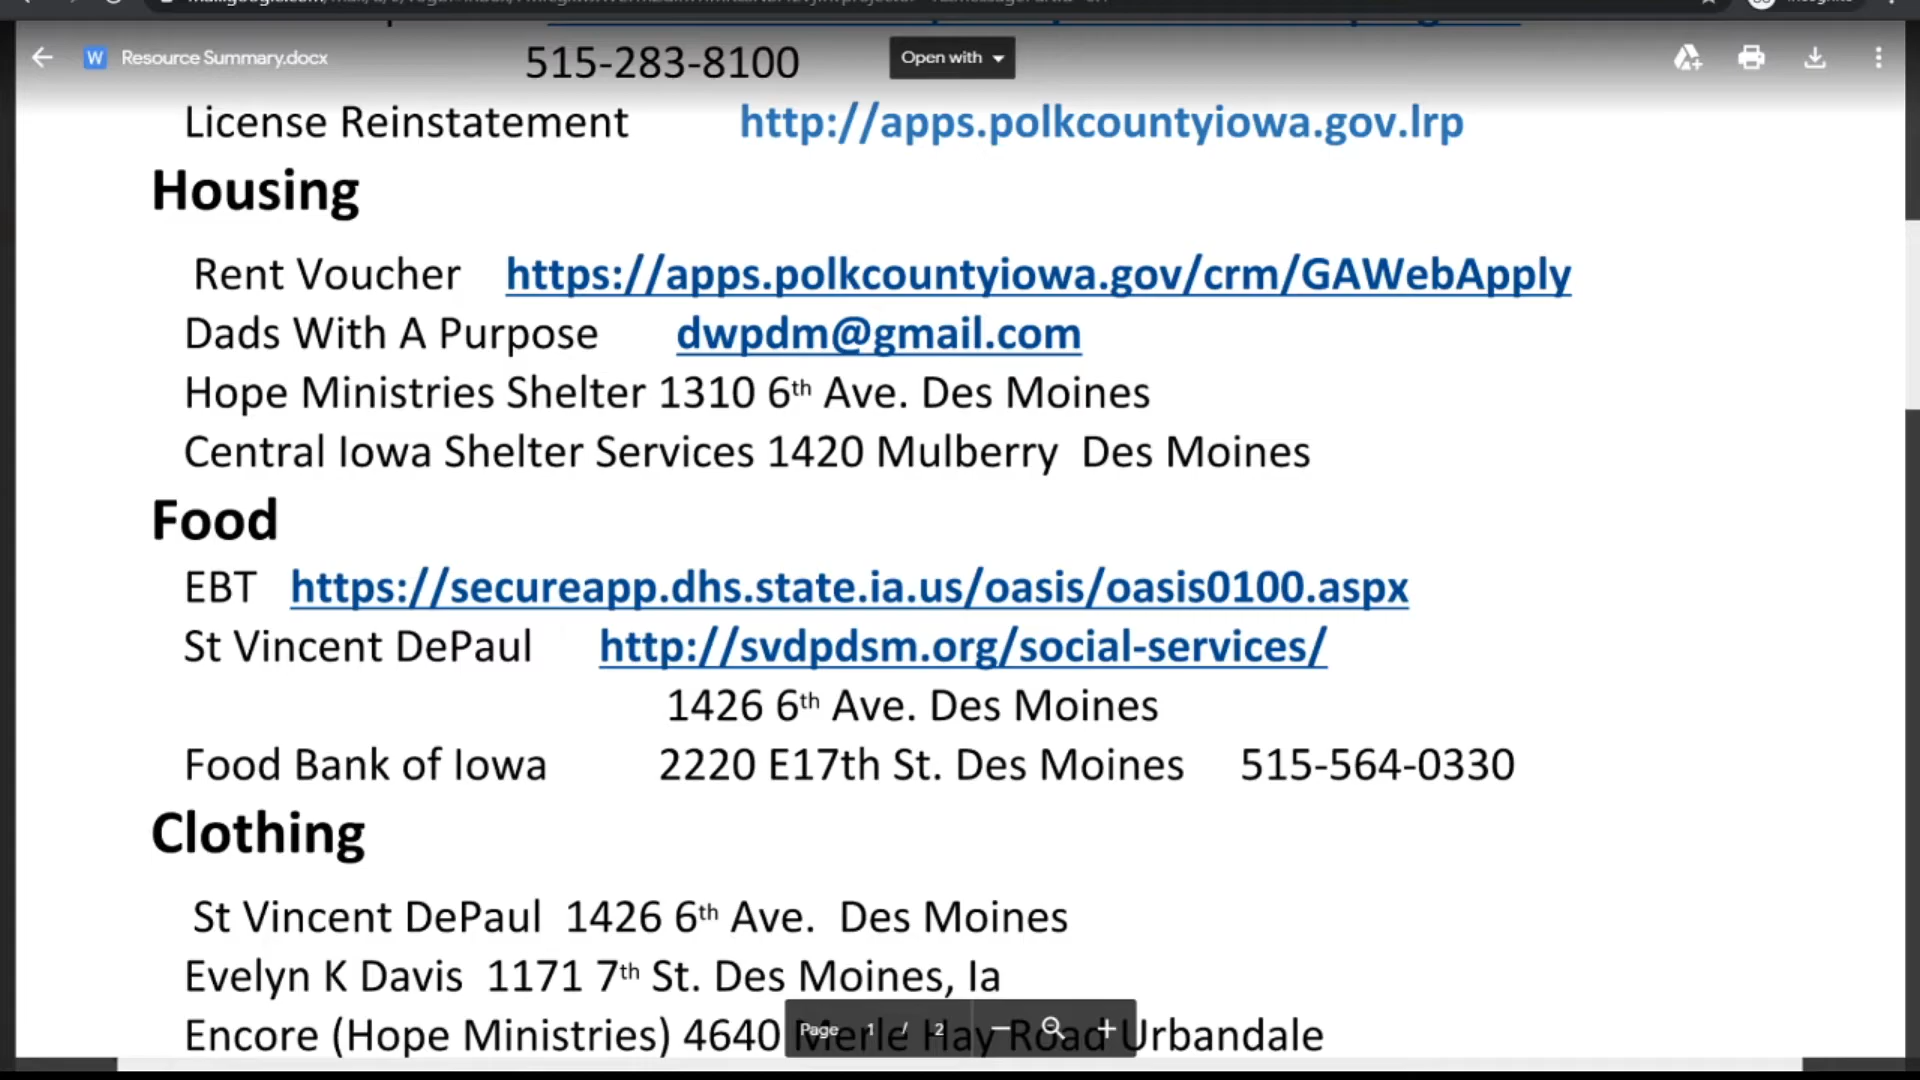 Resource Summary.docx
515-283-8100
Open with
License Reinstatement http://apps.polkcountyiowa.gov.lrp
Housing
Rent Voucher https://apps.polkcountyiowa.gov/crm/GAWebApply
Dads With A Purpose dwpdm@gmail.com
Hope Ministries Shelter 1310 6th Ave. Des Moines
Central Iowa Shelter Services 1420 Mulberry Des Moines
Food
EBT https://secureapp.dhs.state.ia.us/oasis/oasis0100.aspx
St Vincent DePaul http://svdpdsm.org/social-services/
1426 6th Ave. Des Moines
Food Bank of Iowa 2220 E17th St. Des Moines 515-564-0330
Clothing
St Vincent DePaul 1426 6th Ave. Des Moines
Evelyn K Davis 1171 7th St. Des Moines, Ia
Encore (Hope Ministries) 4640 Merle Hay Road Urbandale
Page 1 / 2